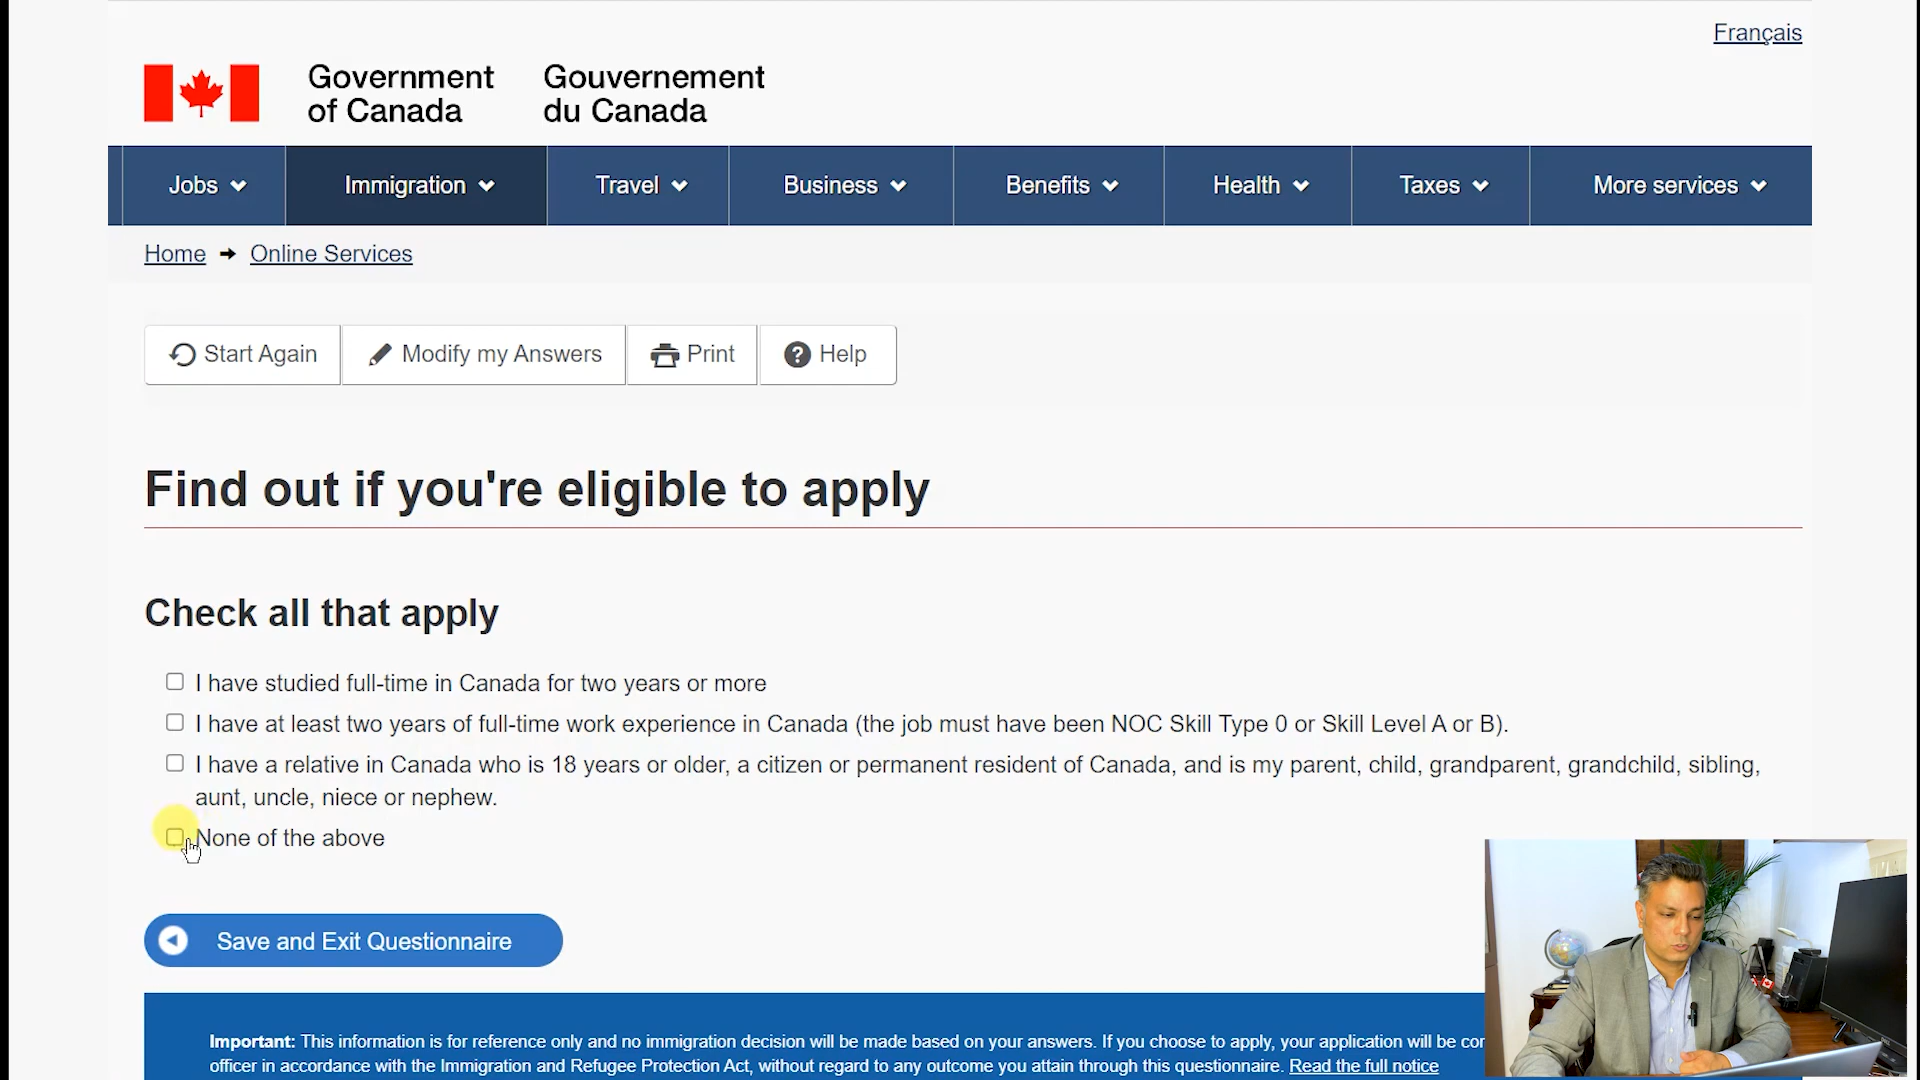 Français
Government of Canada
Gouvernement du Canada
Jobs
Immigration
Travel
Business
Benefits
Health
Taxes
More services
Home → Online Services
Start Again
Modify my Answers
Print
Help
Find out if you're eligible to apply
Check all that apply
I have studied full-time in Canada for two years or more
I have at least two years of full-time work experience in Canada (the job must have been NOC Skill Type 0 or Skill Level A or B).
I have a relative in Canada who is 18 years or older, a citizen or permanent resident of Canada, and is my parent, child, grandparent, grandchild, sibling,
aunt, uncle, niece or nephew.
None of the above
Save and Exit Questionnaire
Important: This information is for reference only and no immigration decision will be made based on your answers. If you choose to apply, your application will be
officer in accordance with the Immigration and Refugee Protection Act, without regard to any outcome you attain through this questionnaire. Read the full notice